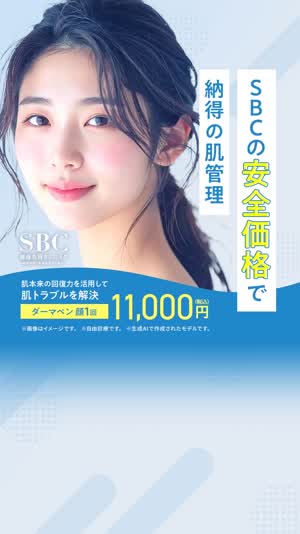 SBCの安全価格で
納得の肌管理
SBC
肌本来の回復力を活用して
肌トラブルを解決
ダーマペン 顔1回
11,000円
(税込)
※画像はイメージです。 ※自由診療です。 ※生成AIで作成されたモデルです。